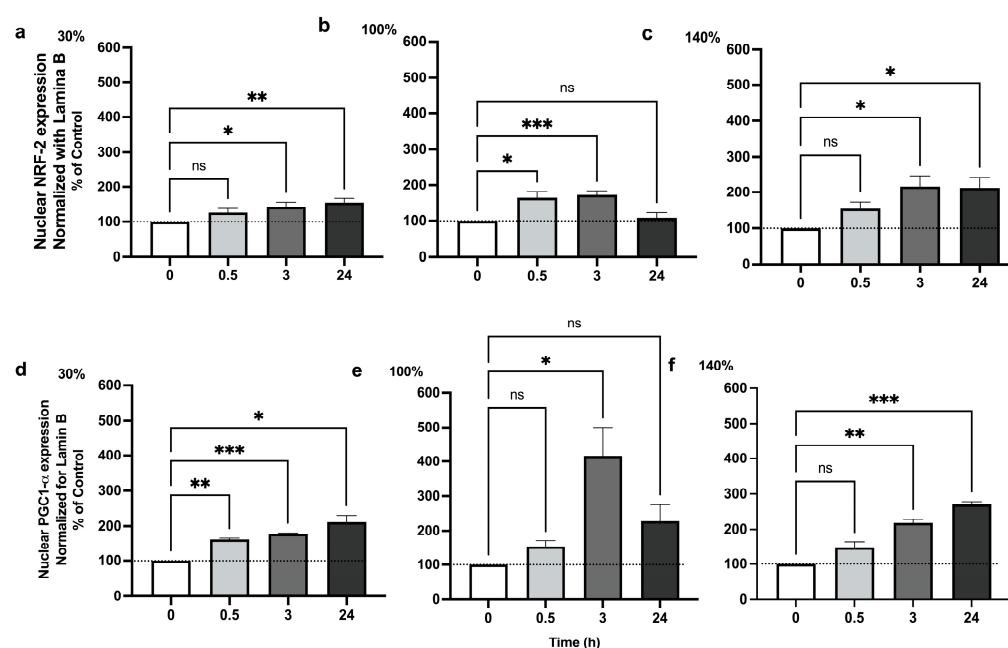 a 30%
Nuclear NRF-2 expression
Normalized with Lamina B
% of Control
600
500
400
300
200
100
0
**
*
ns
0 0.5 3 24
b 100%
600
500
400
300
200
100
0
ns
***
*
0 0.5 3 24
c 140%
600
500
400
300
200
100
0
*
*
ns
0 0.5 3 24
d 30%
Nuclear PGC1-α expression
Normalized for Lamin B
% of Control
600
500
400
300
200
100
0
*
***
**
0 0.5 3 24
e 100%
600
500
400
300
200
100
0
ns
*
ns
0 0.5 3 24
Time (h)
f 140%
600
500
400
300
200
100
0
***
**
ns
0 0.5 3 24